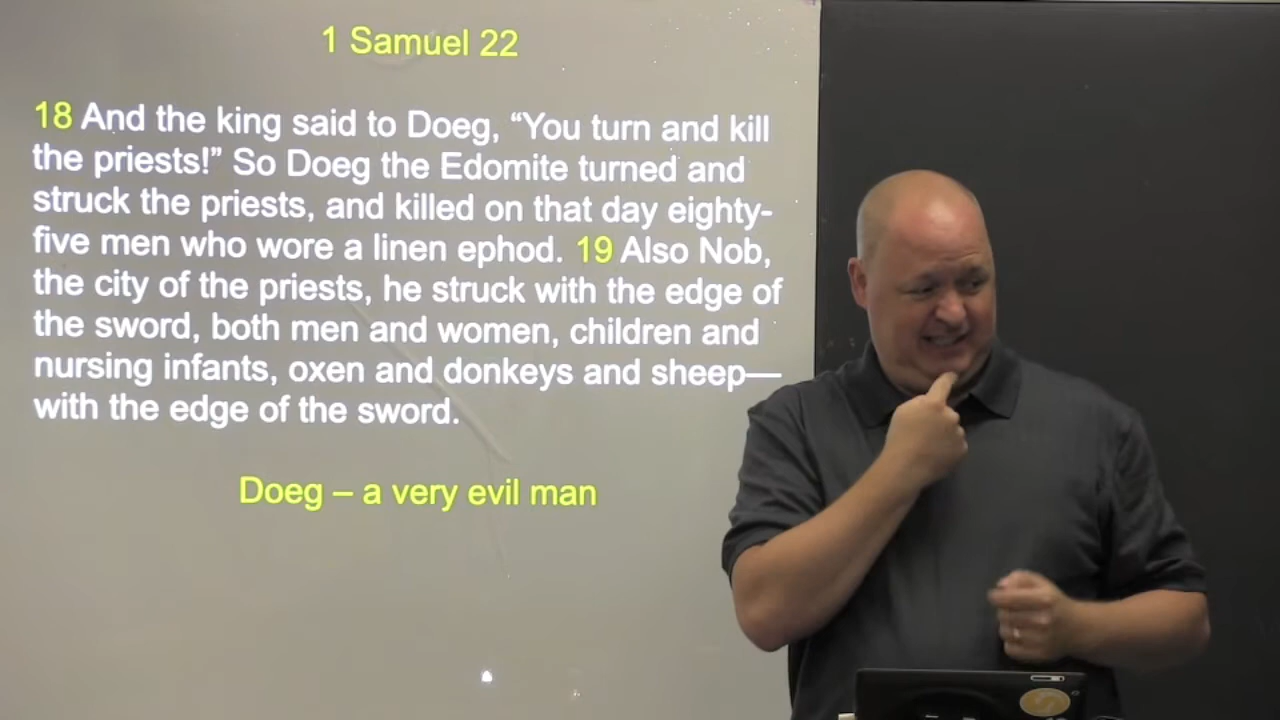 1 Samuel 22
18 And the king said to Doeg, “You turn and kill
the priests!” So Doeg the Edomite turned and
struck the priests, and killed on that day eighty-
five men who wore a linen ephod. 19 Also Nob,
the city of the priests, he struck with the edge of
the sword, both men and women, children and
nursing infants, oxen and donkeys and sheep—
with the edge of the sword.
Doeg – a very evil man